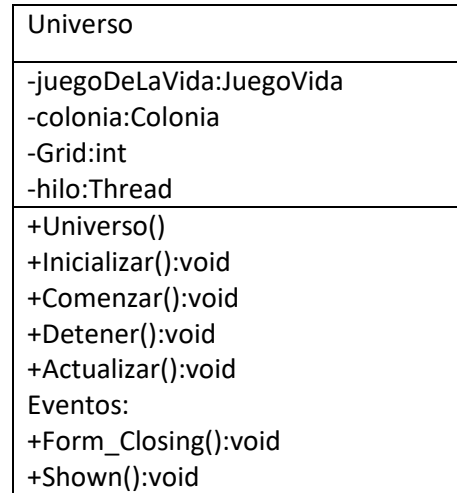 Universo
-juegoDeLaVida:JuegoVida
-colonia:Colonia
-Grid:int
-hilo:Thread
+Universo()
+Inicializar():void
+Comenzar():void
+Detener():void
+Actualizar():void
Eventos:
+Form_Closing():void
+Shown():void